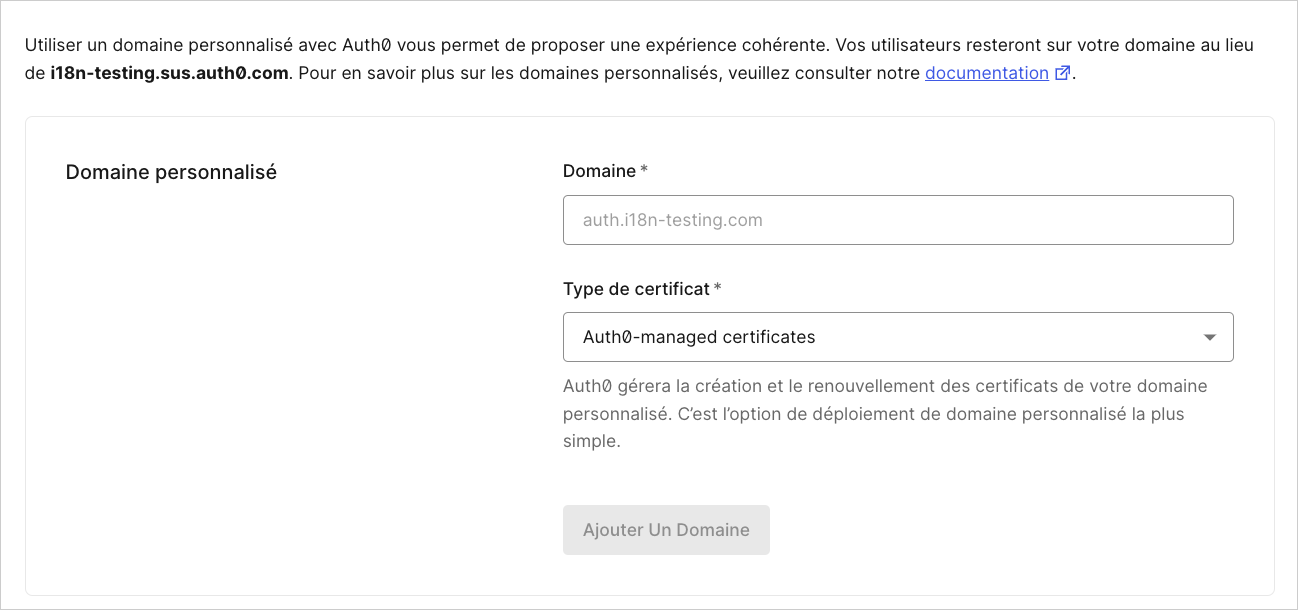 Utiliser un domaine personnalisé avec Auth0 vous permet de proposer une expérience cohérente. Vos utilisateurs resteront sur votre domaine au lieu
de i18n-testing.sus.auth0.com. Pour en savoir plus sur les domaines personnalisés, veuillez consulter notre documentation.
Domaine personnalisé
Domaine *
auth.i18n-testing.com
Type de certificat *
Auth0-managed certificates
Auth0 gérera la création et le renouvellement des certificats de votre domaine
personnalisé. C’est l’option de déploiement de domaine personnalisé la plus
simple.
Ajouter Un Domaine